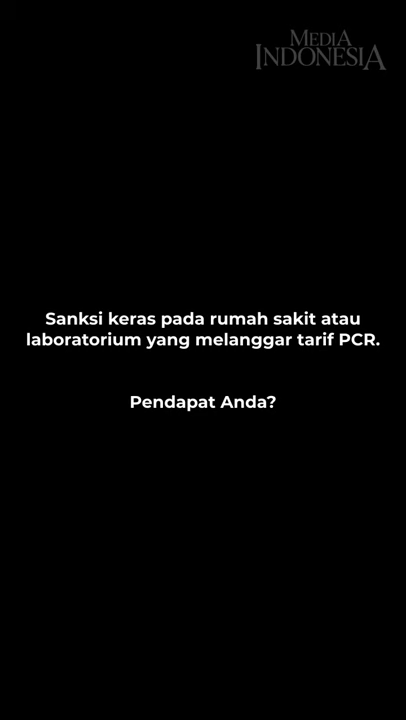 MEDIA
INDONESIA
Sanksi keras pada rumah sakit atau
laboratorium yang melanggar tarif PCR.
Pendapat Anda?